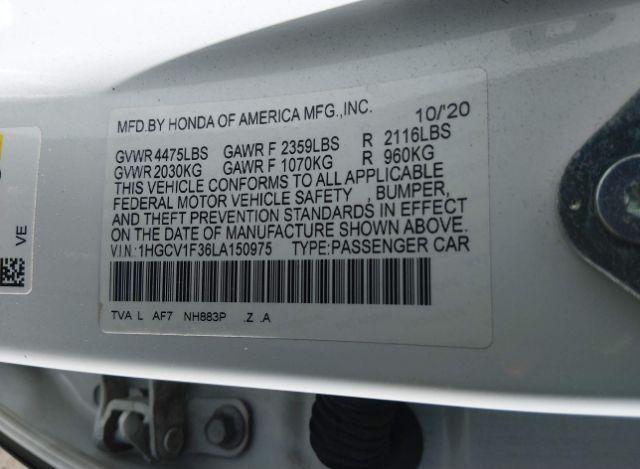 MFD.BY HONDA OF AMERICA MFG.,INC. 10/'20
GVWR 4475LBS GAWR F 2359LBS R 2116LBS
GVWR 2030KG GAWR F 1070KG R 960KG
THIS VEHICLE CONFORMS TO ALL APPLICABLE
FEDERAL MOTOR VEHICLE SAFETY , BUMPER,
AND THEFT PREVENTION STANDARDS IN EFFECT
ON THE DATE OF MANUFACTURE SHOWN ABOVE.
V.I.N.: 1HGCV1F36LA150975 TYPE:PASSENGER CAR
TVA L AF7 NH883P .Z .A
VE